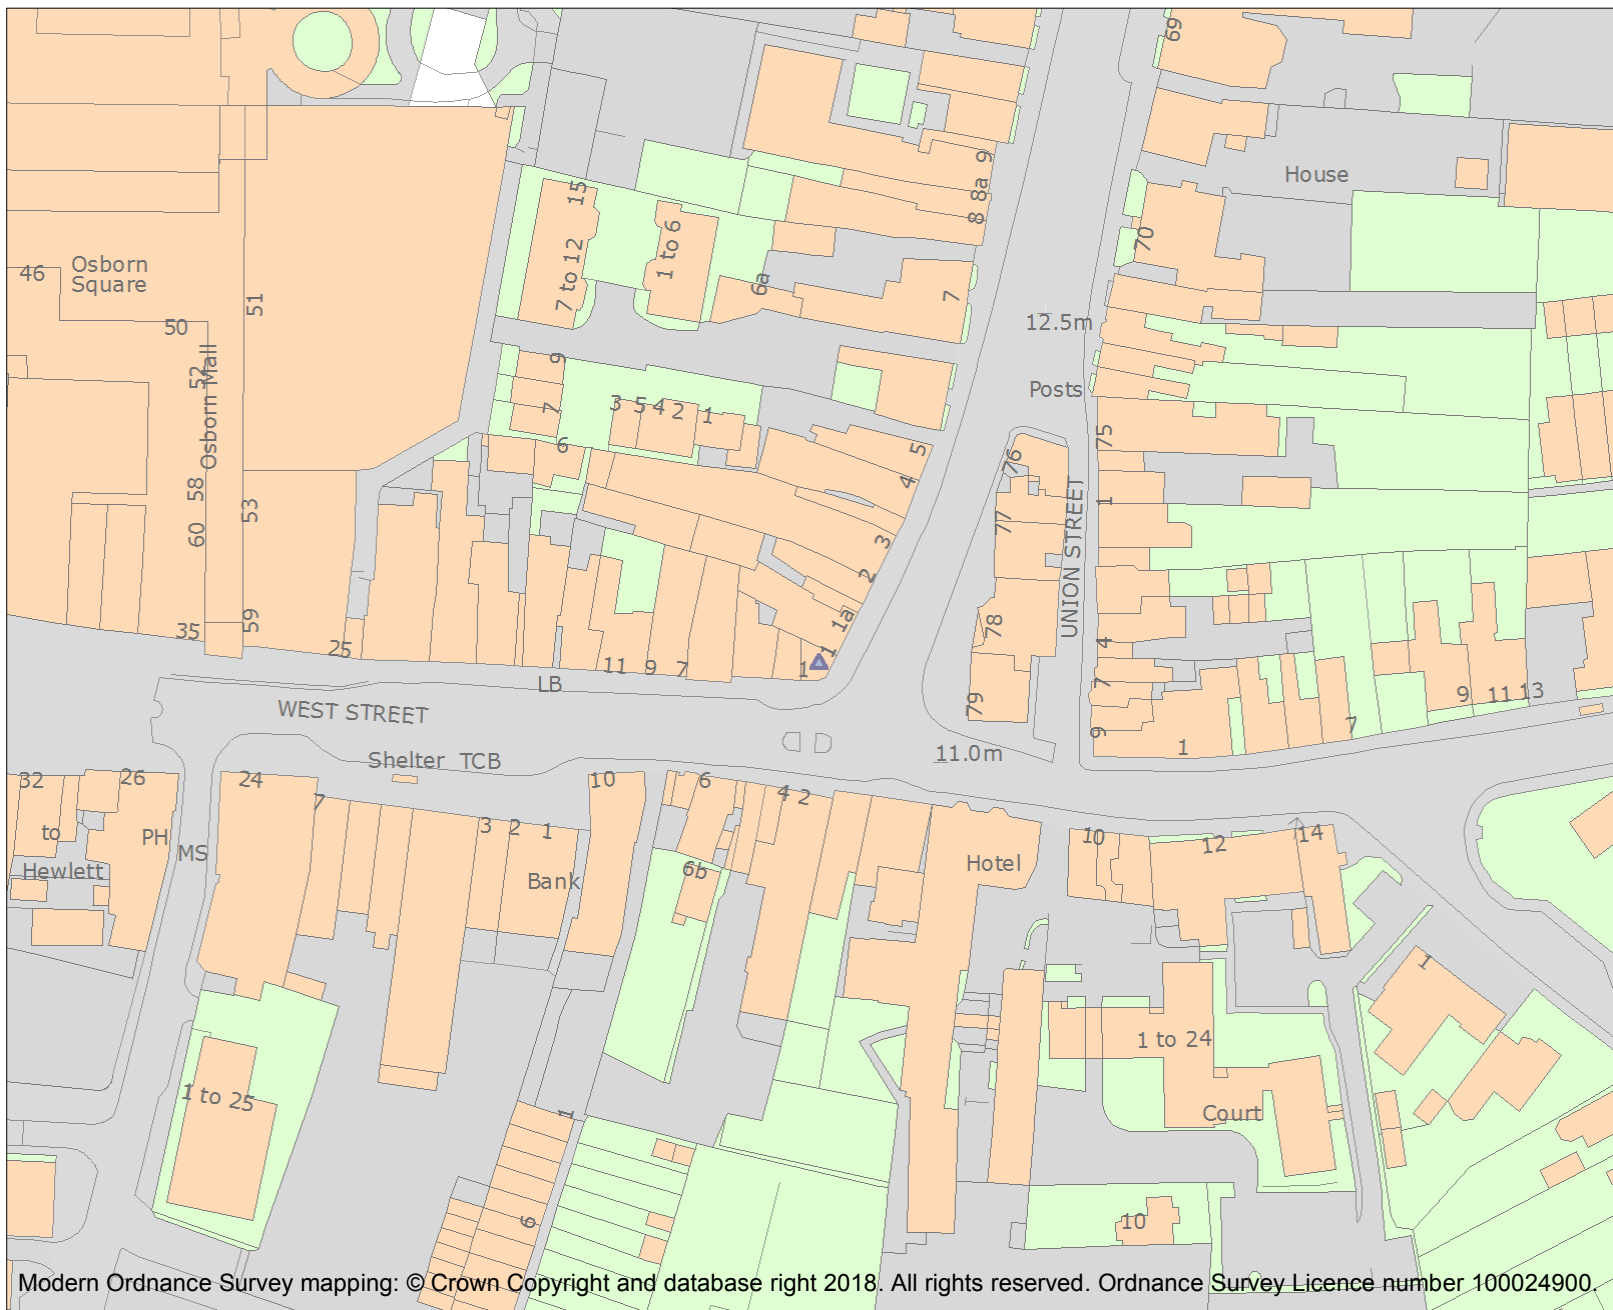 69
House
15
9
8a
8
1 to 6
7 to 12
6a
70
7
Osborn
Square
46
51
50
52
Osborn Mall
12.5m
Posts
9
7
3
5
4
2
1
6
5
4
3
2
1a
1
1
75
76
77
78
79
UNION STREET
1
4
7
9
58
60
53
59
35
25
11
9
7
LB
WEST STREET
Shelter TCB
11.0m
1
7
9
11
13
32
26
24
7
10
6
4
2
to
PH
MS
Hewlett
3
2
1
Bank
6b
Hotel
10
12
14
1
1 to 24
Court
1 to 25
1
6
10
Modern Ordnance Survey mapping: © Crown Copyright and database right 2018. All rights reserved. Ordnance Survey Licence number 100024900.